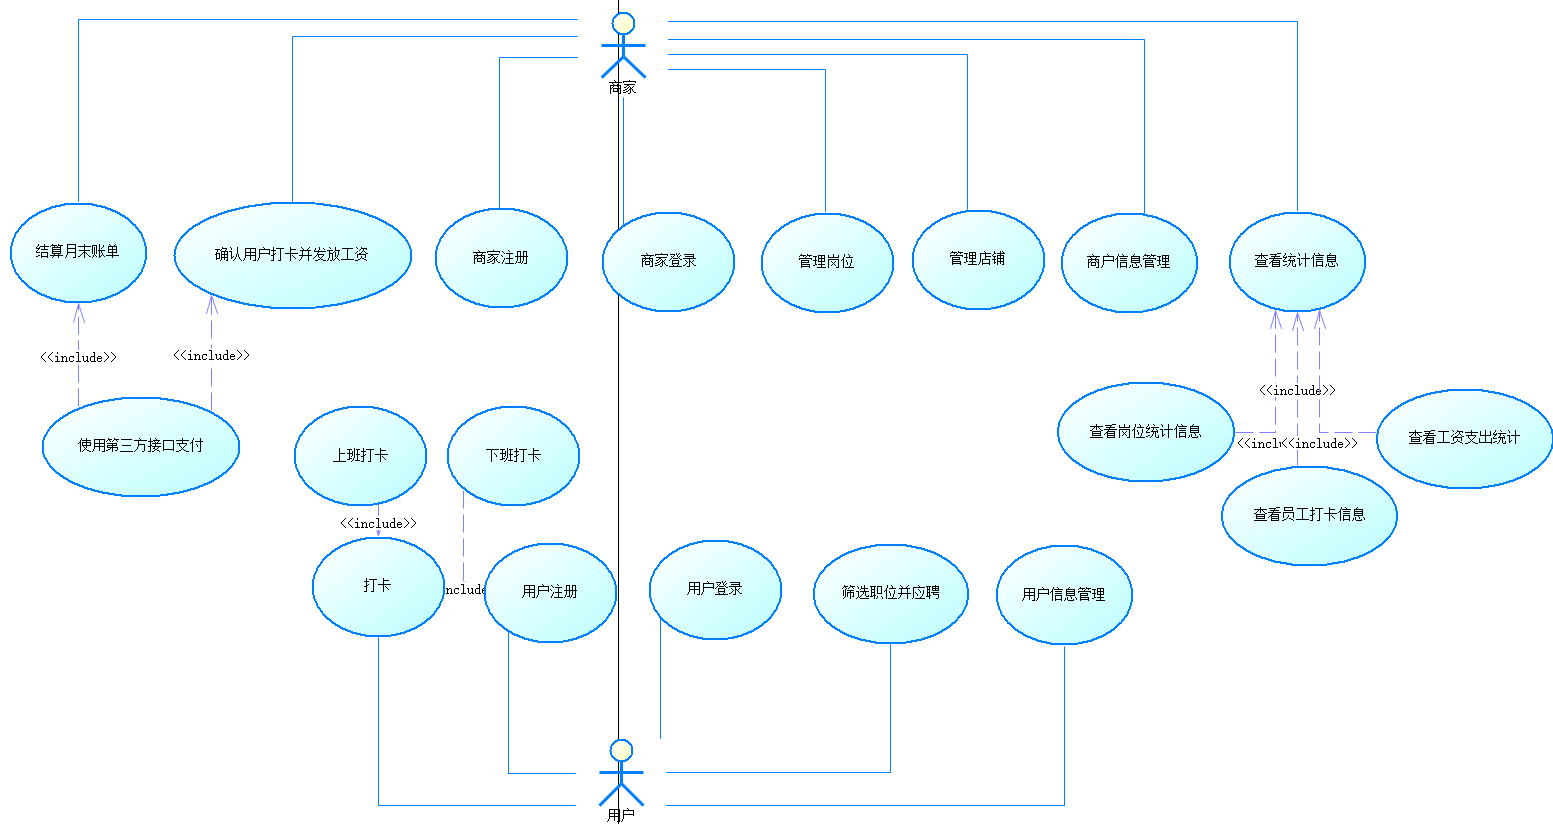 商家
结算月末账单
确认用户打卡并发放工资
商家注册
商家登录
管理岗位
管理店铺
商户信息管理
查看统计信息
<<include>>
<<include>>
<<include>>
使用第三方接口支付
上班打卡
下班打卡
查看岗位统计信息
<<incl
<<include>>
查看工资支出统计
查看员工打卡信息
<<include>>
打卡
nclude
用户注册
用户登录
筛选职位并应聘
用户信息管理
用户